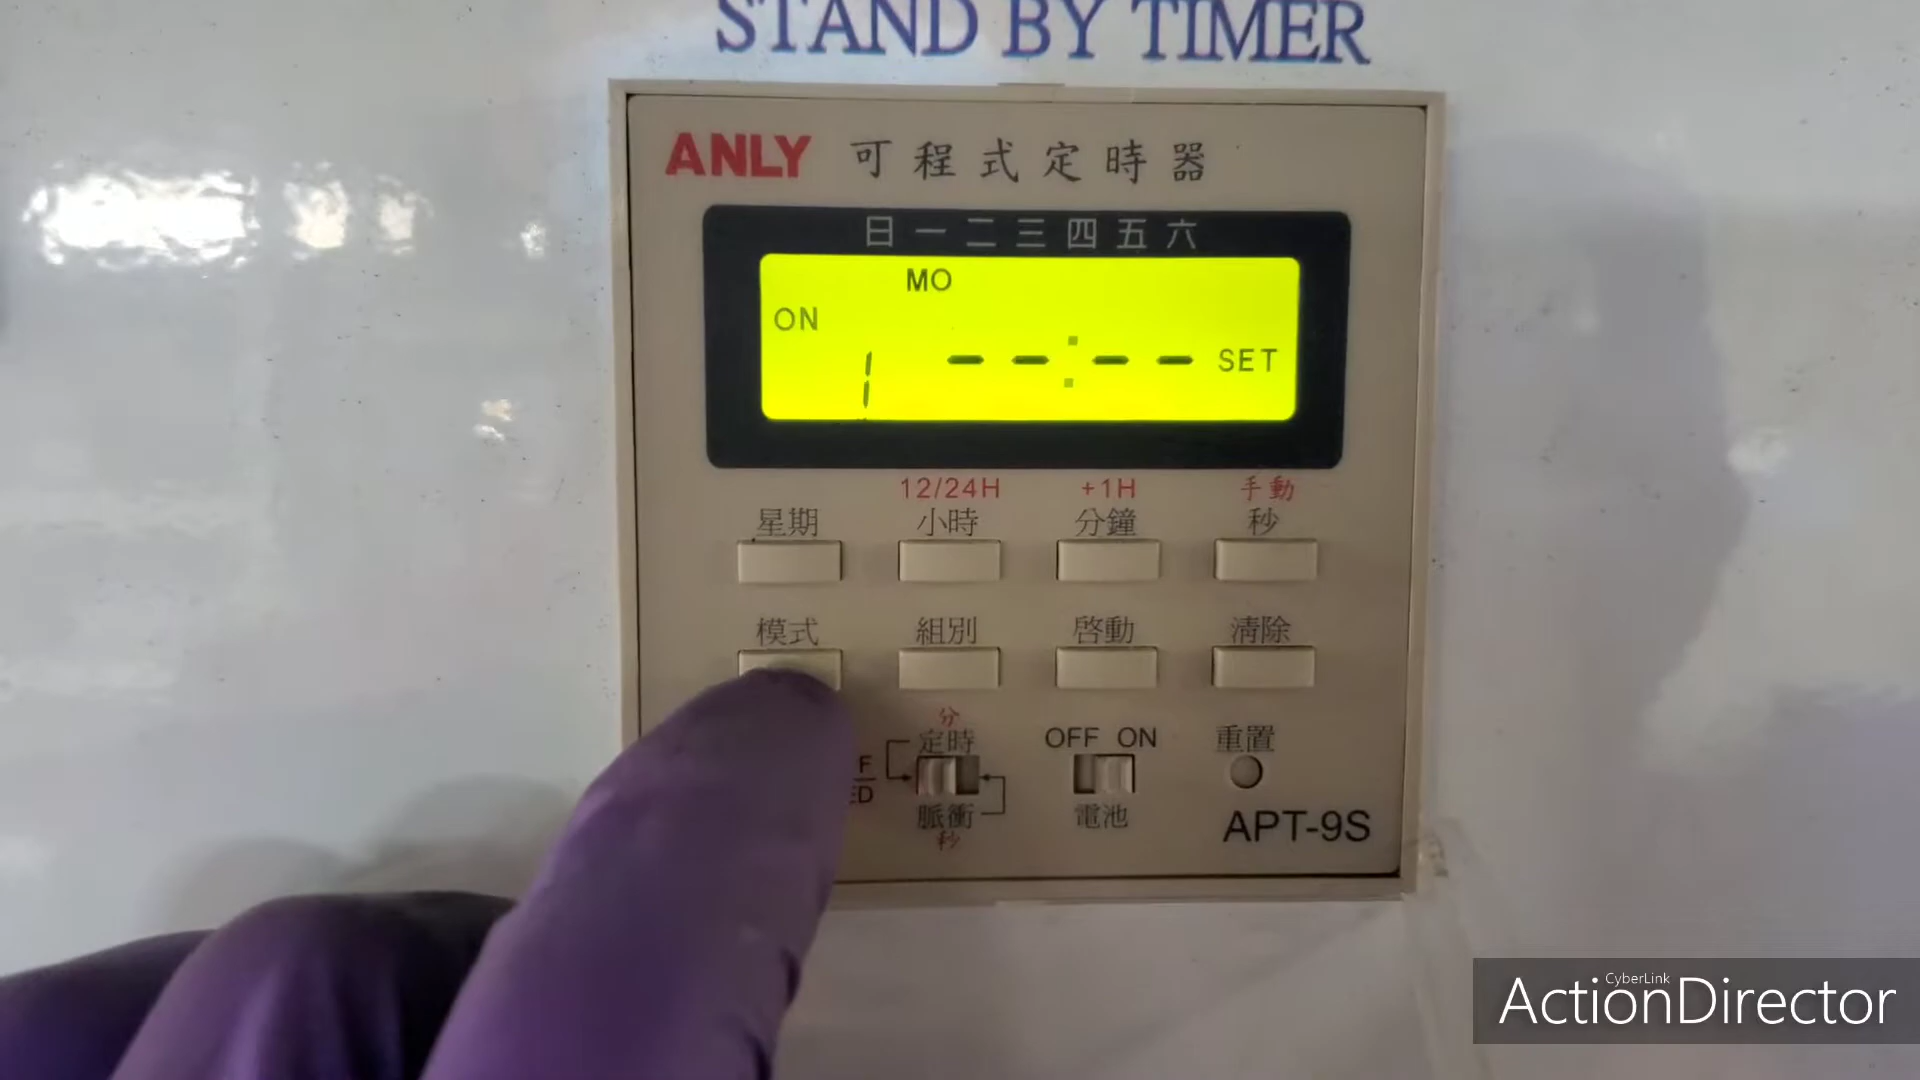 STAND BY TIMER
ANLY 可程式定時器
日 一 二 三 四 五 六
MO
ON
1 --:-- SET
12/24H +1H 手動
星期 小時 分鐘 秒
模式 組別 啓動 清除
分
定時 OFF ON 重置
F
ED
脈衝 電池 APT-9S
秒
CyberLink
ActionDirector